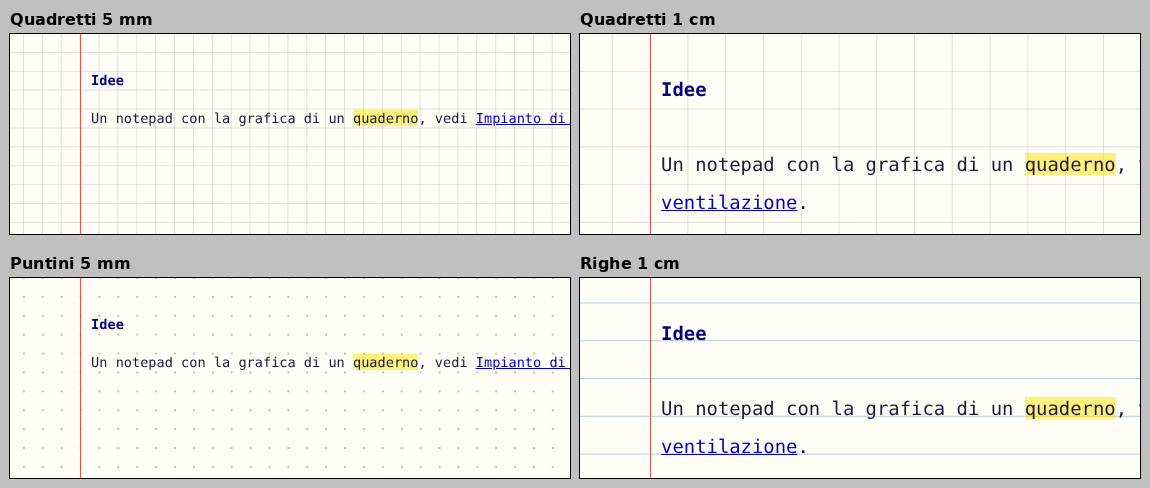 Quadretti 5 mm
Idee
Un notepad con la grafica di un quaderno, vedi Impianto di
Quadretti 1 cm
Idee
Un notepad con la grafica di un quaderno,
ventilazione.
Puntini 5 mm
Idee
Un notepad con la grafica di un quaderno, vedi Impianto di
Righe 1 cm
Idee
Un notepad con la grafica di un quaderno,
ventilazione.